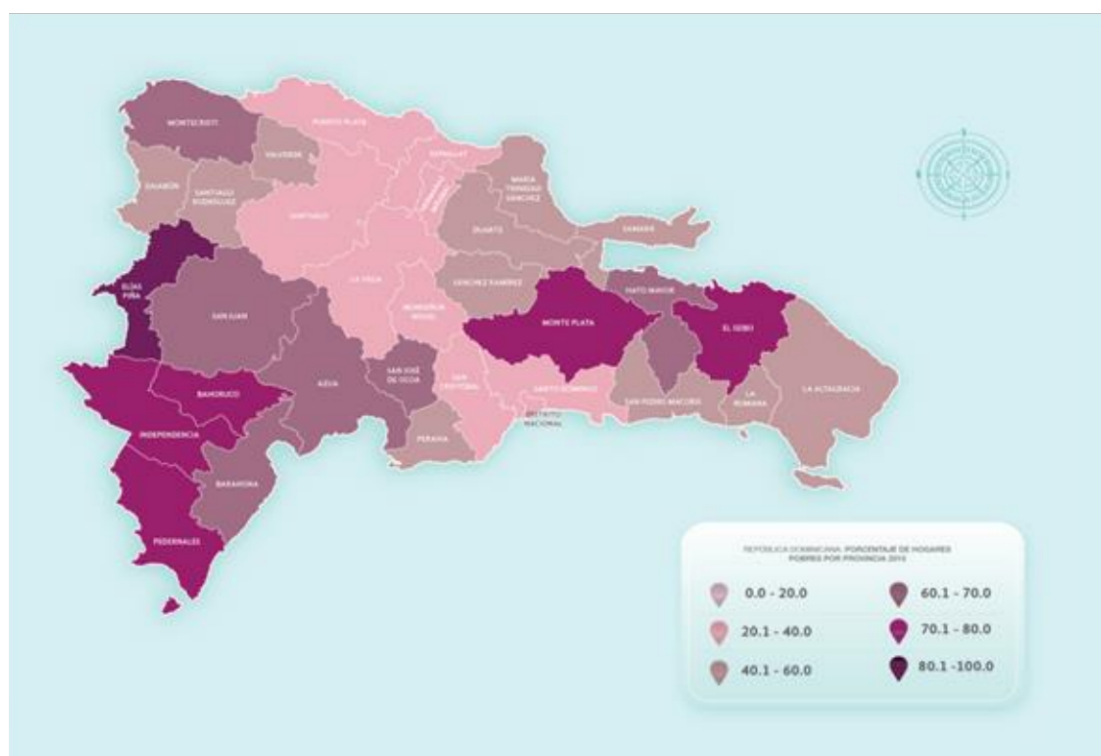 MONTECRISTI
PUERTO PLATA
ESPAILLAT
VALVERDE
DAJABÓN
SANTIAGO
RODRÍGUEZ
SANTIAGO
MARÍA
TRINIDAD
SÁNCHEZ
DUARTE
SAMANÁ
ELÍAS
PIÑA
LA VEGA
SÁNCHEZ RAMÍREZ
SAN JUAN
MONSEÑOR
NOUEL
MONTE PLATA
HATO MAYOR
EL SEIBO
AZUA
SAN JOSÉ
DE OCOA
SAN
CRISTÓBAL
SANTO DOMINGO
DISTRITO
NACIONAL
SAN PEDRO MACORÍS
LA
ROMANA
LA ALTAGRACIA
BAHORUCO
INDEPENDENCIA
PERAVIA
BARAHONA
PEDERNALES
REPÚBLICA DOMINICANA: PORCENTAJE DE HOGARES
POBRES POR PROVINCIA 2010
0.0 - 20.0
20.1 - 40.0
40.1 - 60.0
60.1 - 70.0
70.1 - 80.0
80.1 -100.0